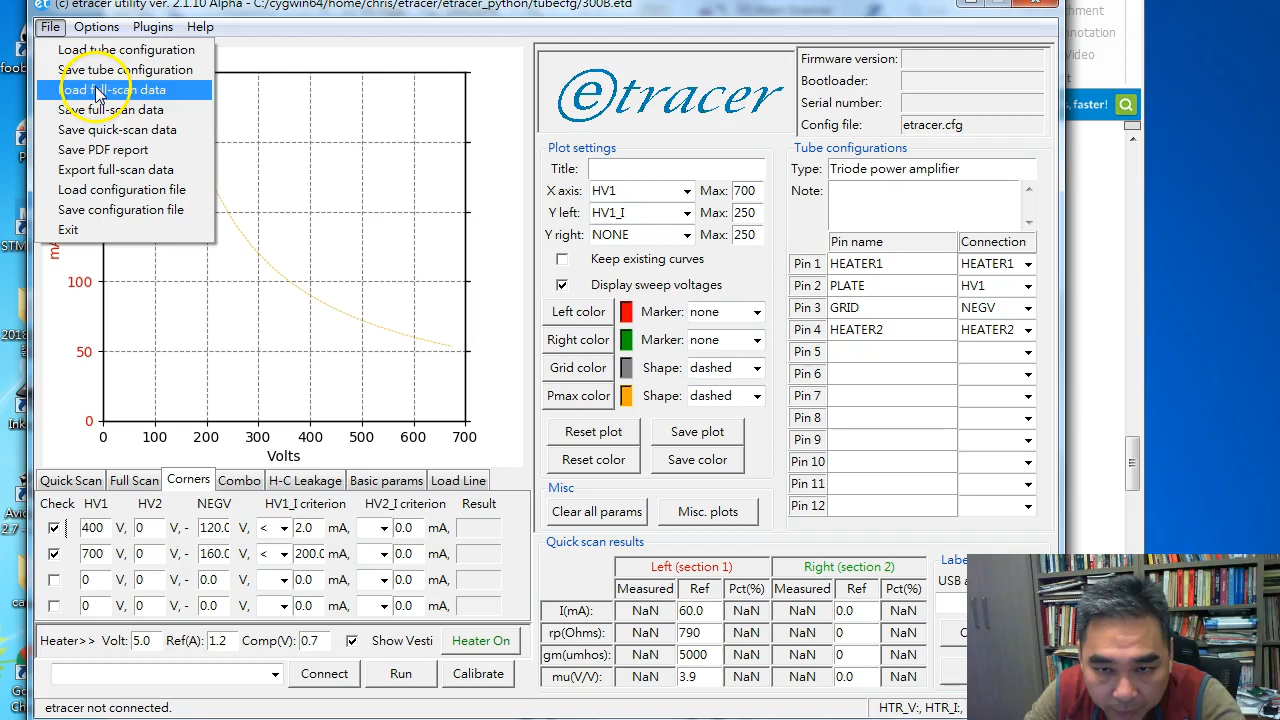 (c) etracer utility ver. 2.1.10 Alpha - C:/cygwin64/home/chris/etracer/etracer_python/tubecfg/300B.etd
File Options Plugins Help
Load tube configuration
Save tube configuration
Load full-scan data
Save full-scan data
Save quick-scan data
Save PDF report
Export full-scan data
Load configuration file
Save configuration file
Exit
100
50
0
0 100 200 300 400 500 600 700
Volts
etracer
Firmware version:
Bootloader:
Serial number:
Config file: etracer.cfg
Plot settings
Title:
X axis: HV1 Max: 700
Y left: HV1_I Max: 250
Y right: NONE Max: 250
Keep existing curves
Display sweep voltages
Left color Marker: none
Right color Marker: none
Grid color Shape: dashed
Pmax color Shape: dashed
Reset plot Save plot
Reset color Save color
Misc
Clear all params Misc. plots
Tube configurations
Type: Triode power amplifier
Note:
Pin name Connection
Pin 1 HEATER1 HEATER1
Pin 2 PLATE HV1
Pin 3 GRID NEGV
Pin 4 HEATER2 HEATER2
Pin 5
Pin 6
Pin 7
Pin 8
Pin 9
Pin 10
Pin 11
Pin 12
Quick Scan Full Scan Corners Combo H-C Leakage Basic params Load Line
Check HV1 HV2 NEGV HV1_I criterion HV2_I criterion Result
400 V, 0 V, - 120.0 V, < 2.0 mA, 0.0 mA,
700 V, 0 V, - 160.0 V, < 200.0 mA, 0.0 mA,
0 V, 0 V, - 0.0 V, 0.0 mA, 0.0 mA,
0 V, 0 V, - 0.0 V, 0.0 mA, 0.0 mA,
Heater>> Volt: 5.0 Ref(A): 1.2 Comp(V): 0.7 Show Vesti Heater On
Connect Run Calibrate
Quick scan results
Left (section 1) Right (section 2)
Measured Ref Pct(%) Measured Ref Pct(%)
I(mA): NaN 60.0 NaN NaN 0.0 NaN
rp(Ohms): NaN 790 NaN NaN 0 NaN
gm(umhos): NaN 5000 NaN NaN 0 NaN
mu(V/V): NaN 3.9 NaN NaN 0.0 NaN
etracer not connected.
HTR_V:, HTR_I:,
faster!